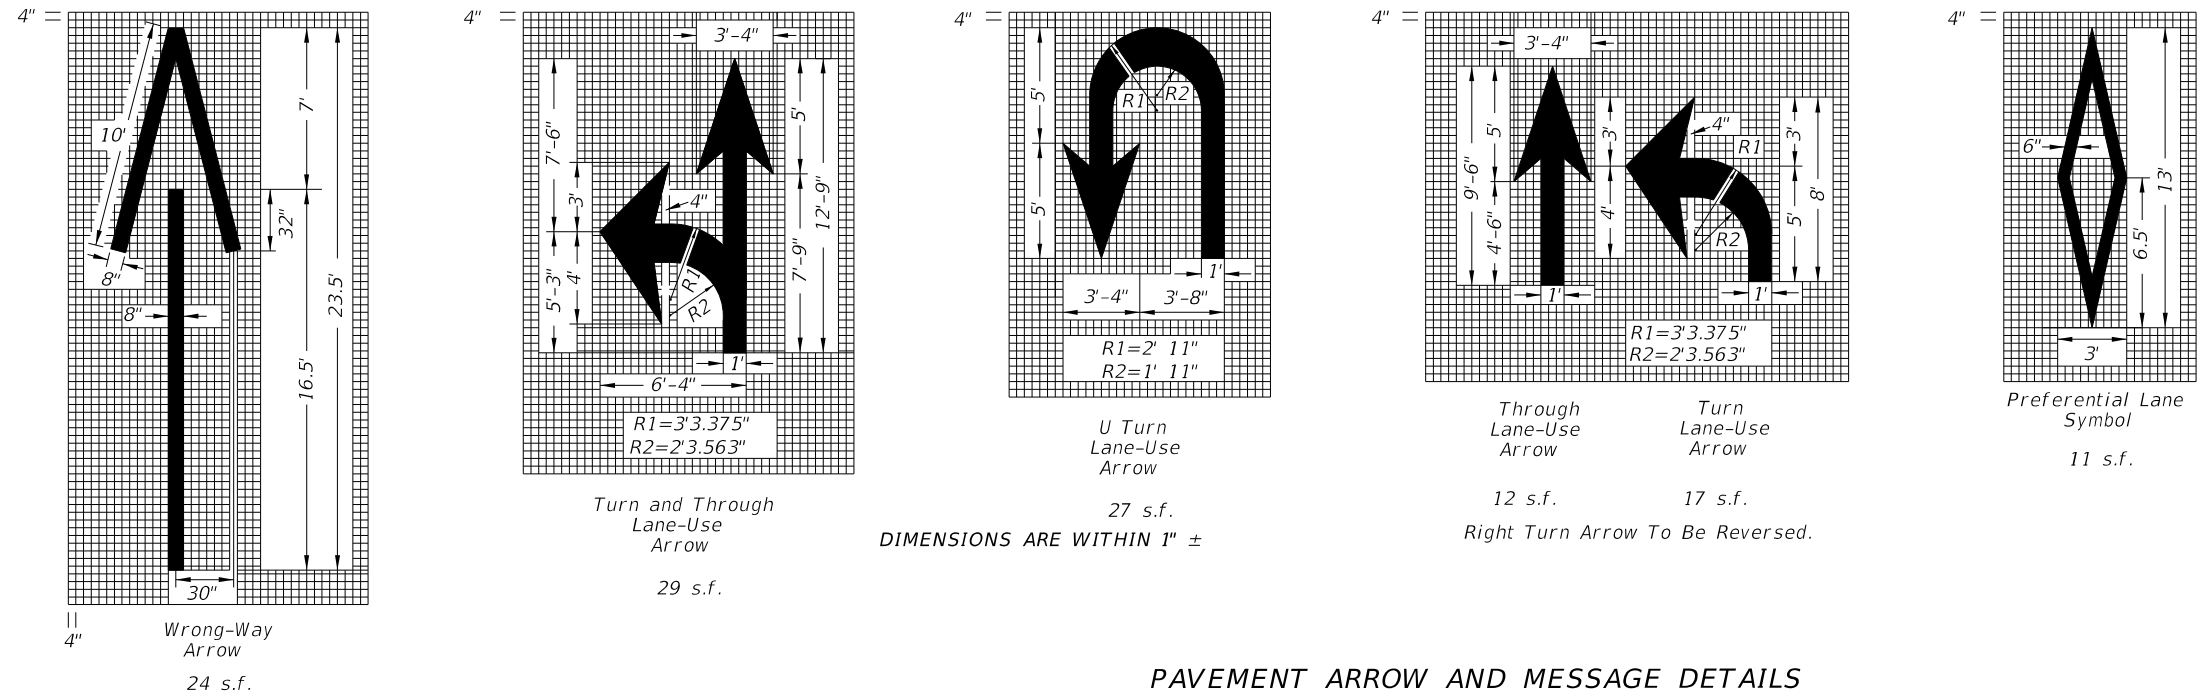 4"
10'
8"
8"
7'
32"
23.5'
16.5'
30"
4"
Wrong-Way
Arrow
24 s.f.
4"
3'-4"
7'-6"
3'
4"
5'
12'-9"
7'-9"
5'-3"
4'
R1
R2
1'
6'-4"
R1=3'3.375"
R2=2'3.563"
Turn and Through
Lane-Use
Arrow
29 s.f.
4"
5'
R1
R2
5'
1'
3'-4"
3'-8"
R1=2' 11"
R2=1' 11"
U Turn
Lane-Use
Arrow
27 s.f.
DIMENSIONS ARE WITHIN 1" ±
4"
3'-4"
5'
9'-6"
4'-6"
1'
3'
4'
4"
R1
R2
3'
8'
5'
1'
R1=3'3.375"
R2=2'3.563"
Through
Lane-Use
Arrow
12 s.f.
Turn
Lane-Use
Arrow
17 s.f.
Right Turn Arrow To Be Reversed.
4"
6"
13'
6.5'
3'
Preferential Lane
Symbol
11 s.f.
PAVEMENT ARROW AND MESSAGE DETAILS